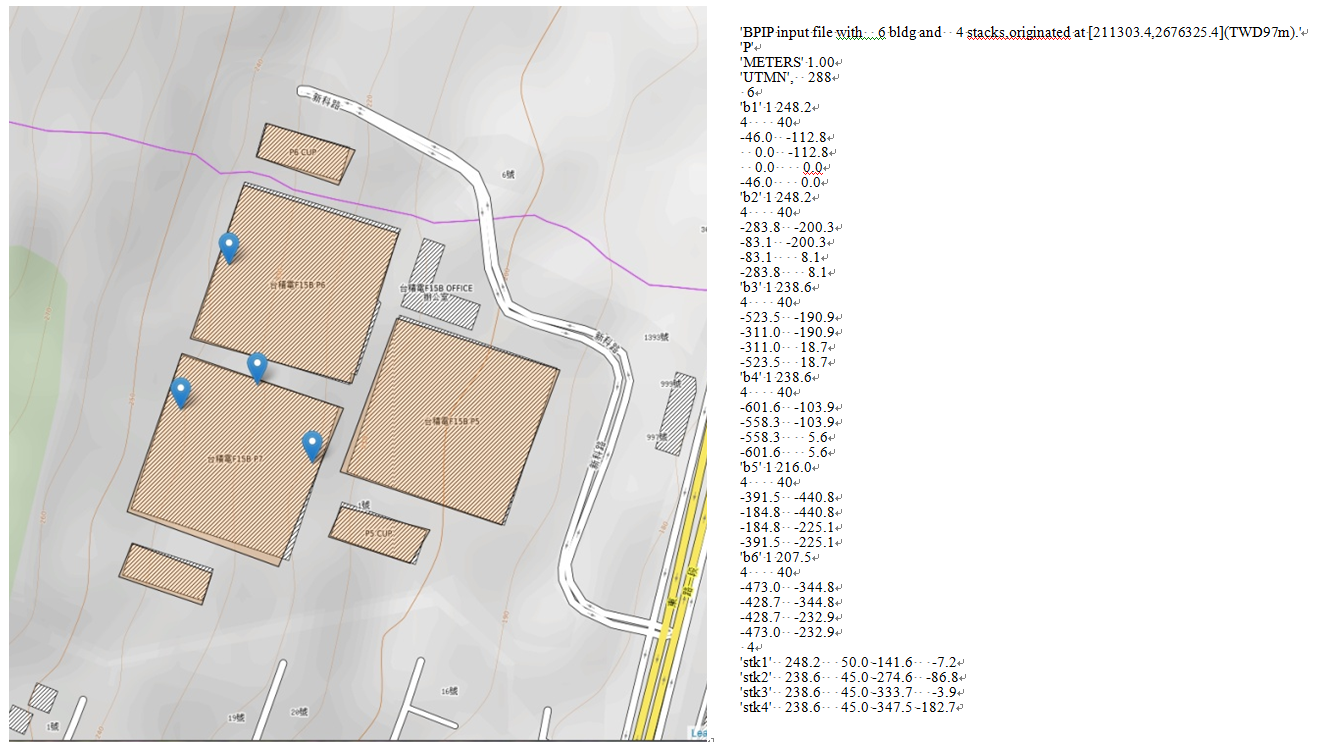 新科路
P6 CUP
6號
台積電F15B P6
台積電F15B OFFICE
辦公室
新科路
1393號
999號
997號
台積電F15B P5
台積電F15B P7
新科路
1號
P5 CUP
東
路二段
16號
19號
20號
1號
Lea
'BPIP input file with   6 bldg and   4 stacks,originated at [211303.4,2676325.4](TWD97m).'
'P'
'METERS' 1.00
'UTMN',   288
 6
'b1' 1 248.2
4    40
-46.0   -112.8
  0.0   -112.8
  0.0    0.0
-46.0    0.0
'b2' 1 248.2
4    40
-283.8   -200.3
-83.1   -200.3
-83.1    8.1
-283.8    8.1
'b3' 1 238.6
4    40
-523.5   -190.9
-311.0   -190.9
-311.0    18.7
-523.5    18.7
'b4' 1 238.6
4    40
-601.6   -103.9
-558.3   -103.9
-558.3    5.6
-601.6    5.6
'b5' 1 216.0
4    40
-391.5   -440.8
-184.8   -440.8
-184.8   -225.1
-391.5   -225.1
'b6' 1 207.5
4    40
-473.0   -344.8
-428.7   -344.8
-428.7   -232.9
-473.0   -232.9
 4
'stk1'   248.2   50.0 -141.6   -7.2
'stk2'   238.6   45.0 -274.6   -86.8
'stk3'   238.6   45.0 -333.7   -3.9
'stk4'   238.6   45.0 -347.5 -182.7